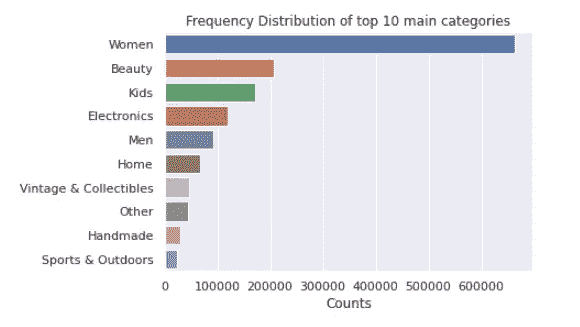 Frequency Distribution of top 10 main categories
Women
Beauty
Kids
Electronics
Men
Home
Vintage & Collectibles
Other
Handmade
Sports & Outdoors
0 100000 200000 300000 400000 500000 600000
Counts